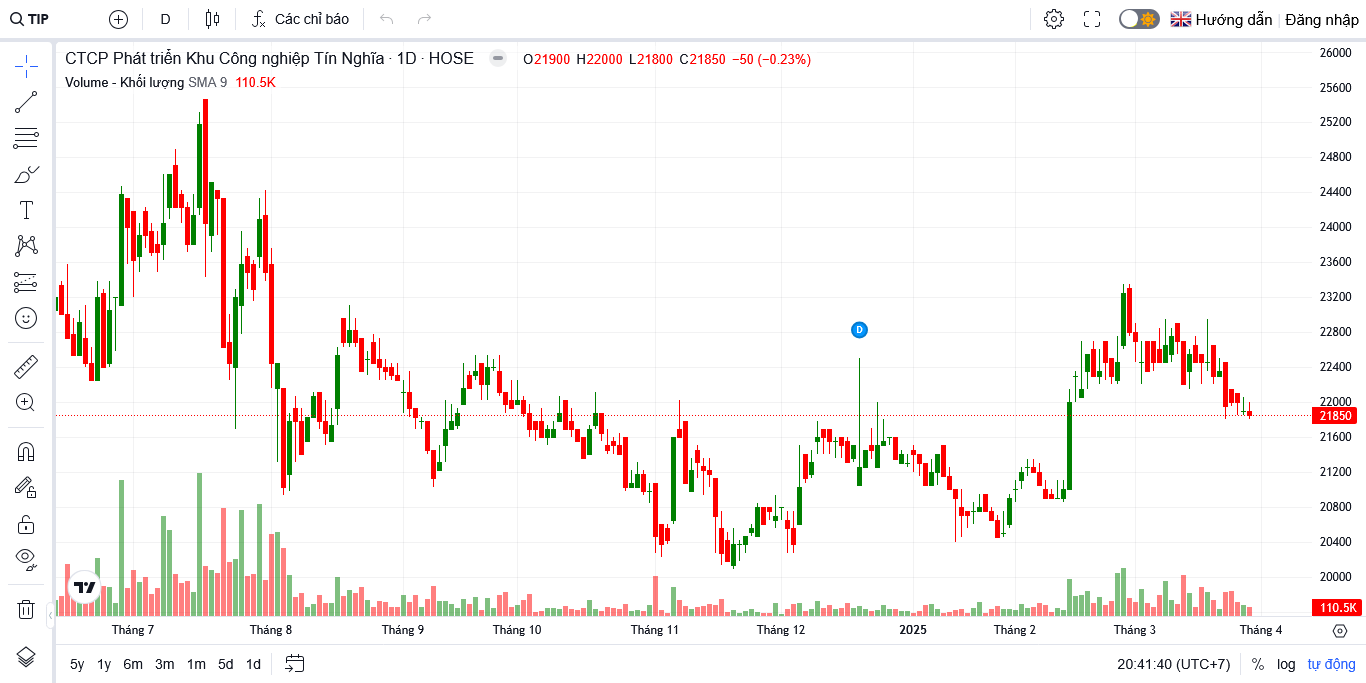 TIP D Các chỉ báo Hướng dẫn Đăng nhập
CTCP Phát triển Khu Công nghiệp Tín Nghĩa · 1D · HOSE O21900 H22000 L21800 C21850 −50 (−0.23%)
Volume - Khối lượng SMA 9 110.5K
26000
25600
25200
24800
24400
24000
23600
23200
22800
D
22400
22000
21850
21600
21200
20800
20400
20000
110.5K
Tháng 7 Tháng 8 Tháng 9 Tháng 10 Tháng 11 Tháng 12 2025 Tháng 2 Tháng 3 Tháng 4
5y 1y 6m 3m 1m 5d 1d 20:41:40 (UTC+7) % log tự động